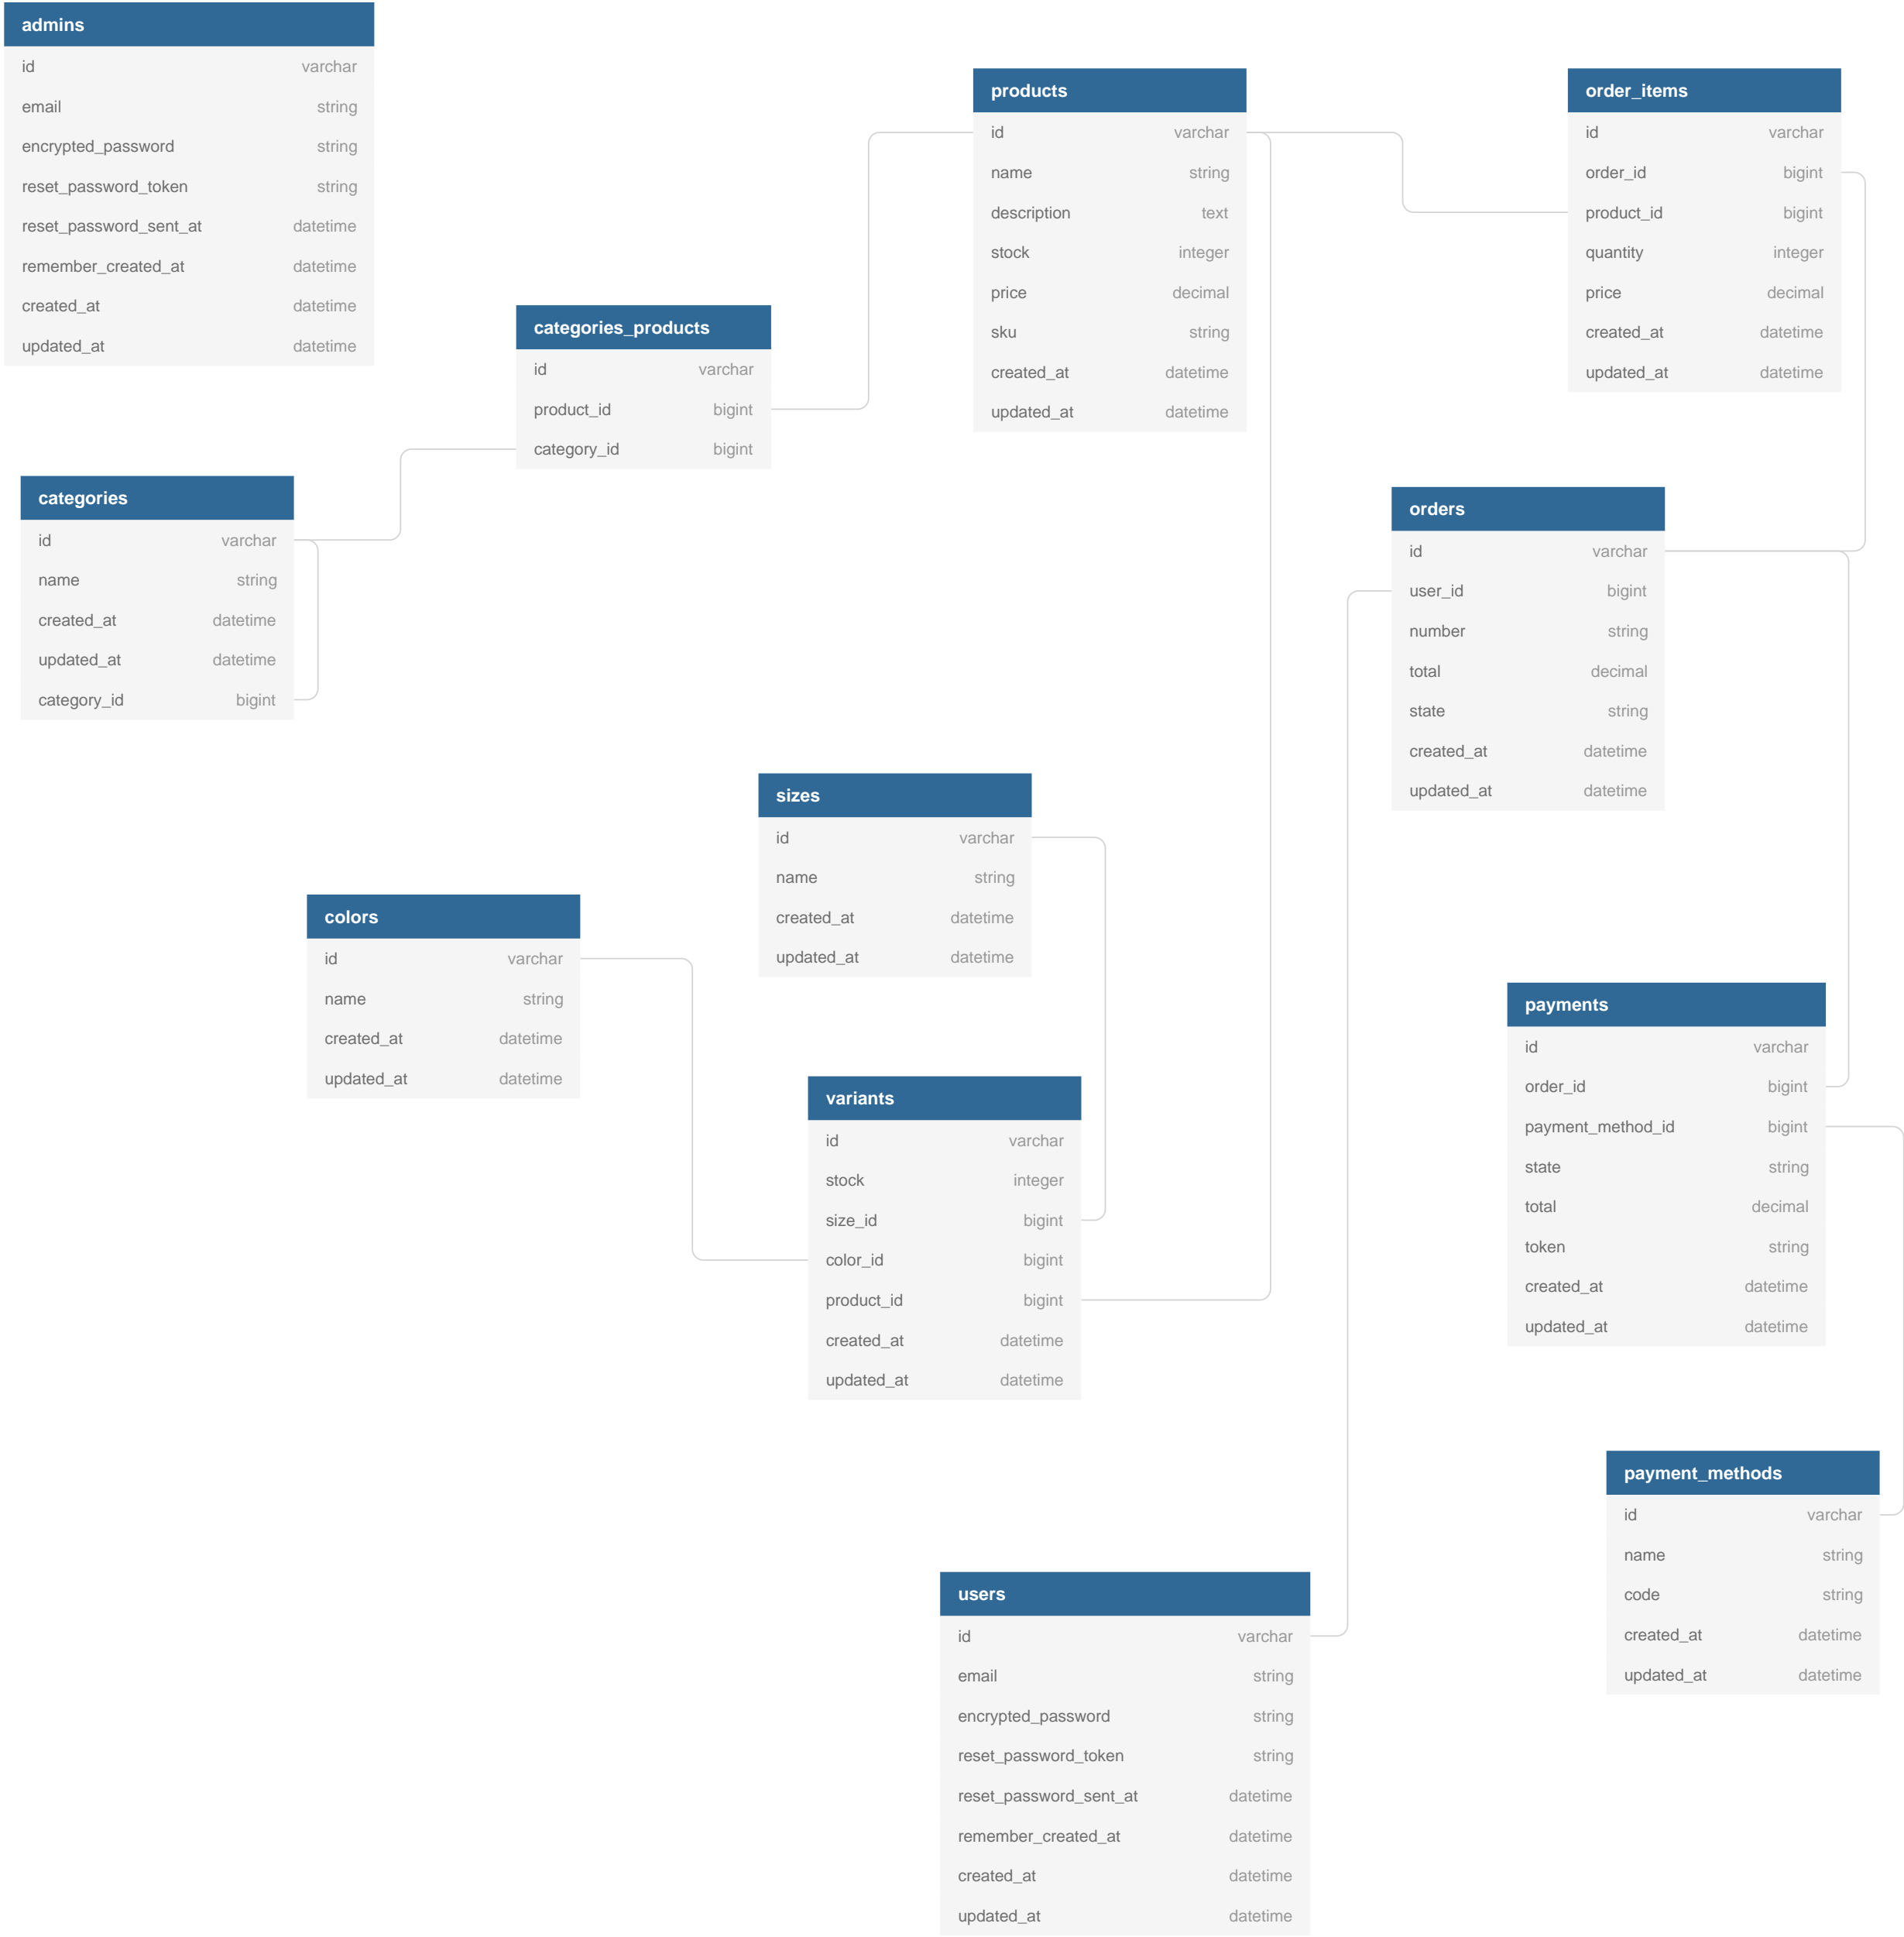 admins
id varchar
email string
encrypted_password string
reset_password_token string
reset_password_sent_at datetime
remember_created_at datetime
created_at datetime
updated_at datetime
products
id varchar
name string
description text
stock integer
price decimal
sku string
created_at datetime
updated_at datetime
order_items
id varchar
order_id bigint
product_id bigint
quantity integer
price decimal
created_at datetime
updated_at datetime
categories_products
id varchar
product_id bigint
category_id bigint
categories
id varchar
name string
created_at datetime
updated_at datetime
category_id bigint
orders
id varchar
user_id bigint
number string
total decimal
state string
created_at datetime
updated_at datetime
sizes
id varchar
name string
created_at datetime
updated_at datetime
colors
id varchar
name string
created_at datetime
updated_at datetime
payments
id varchar
order_id bigint
payment_method_id bigint
state string
total decimal
token string
created_at datetime
updated_at datetime
variants
id varchar
stock integer
size_id bigint
color_id bigint
product_id bigint
created_at datetime
updated_at datetime
payment_methods
id varchar
name string
code string
created_at datetime
updated_at datetime
users
id varchar
email string
encrypted_password string
reset_password_token string
reset_password_sent_at datetime
remember_created_at datetime
created_at datetime
updated_at datetime